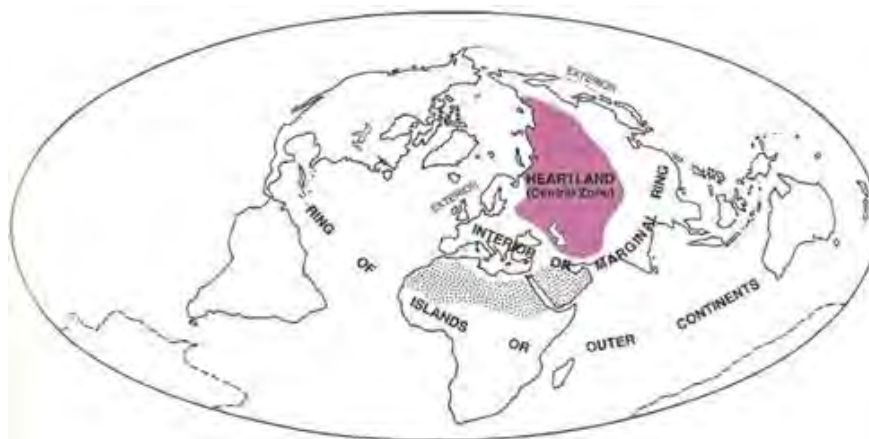 EXTERIOR
HEARTLAND
(Central Zone)
EXTERIOR
INTERIOR OR MARGINAL RING
RING OF ISLANDS OR OUTER CONTINENTS